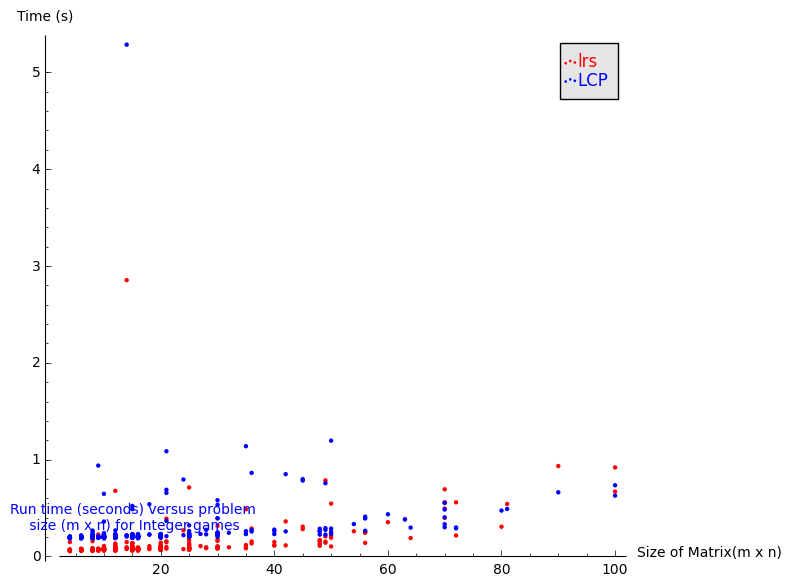 Time (s)
lrs
LCP
5
4
3
2
1
Run time (seconds) versus problem
size (m x n) for Integer games
0
20
40
60
80
100
Size of Matrix(m x n)